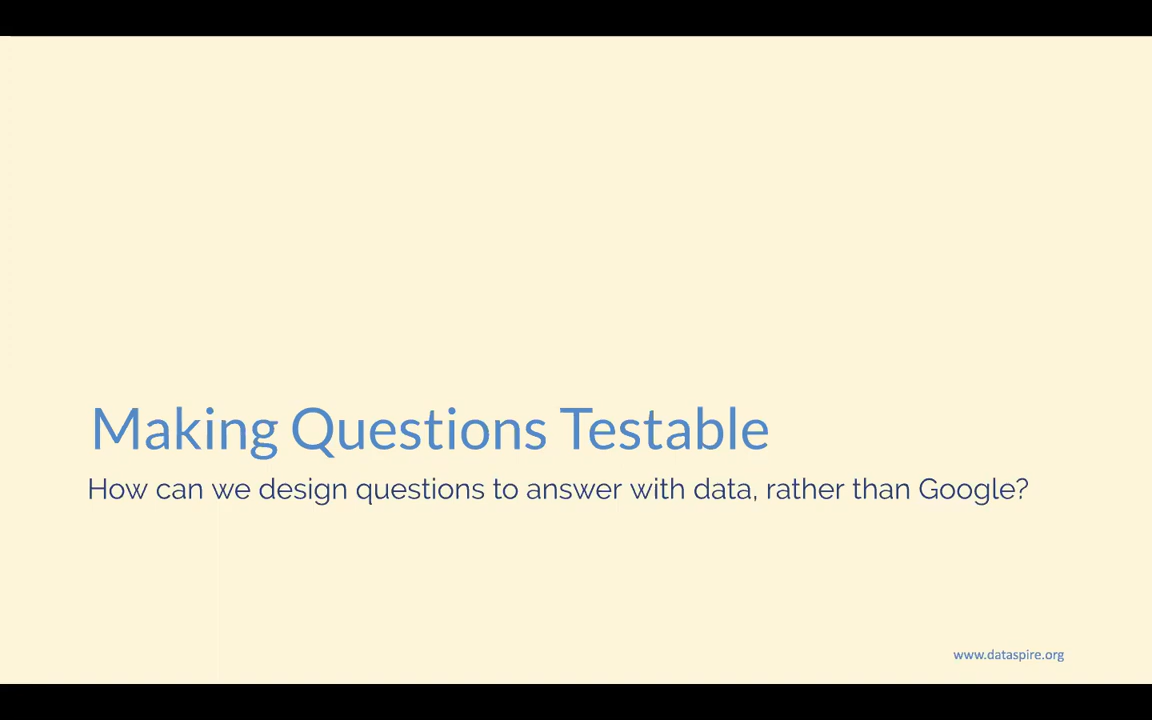 Making Questions Testable
How can we design questions to answer with data, rather than Google?
www.dataspire.org